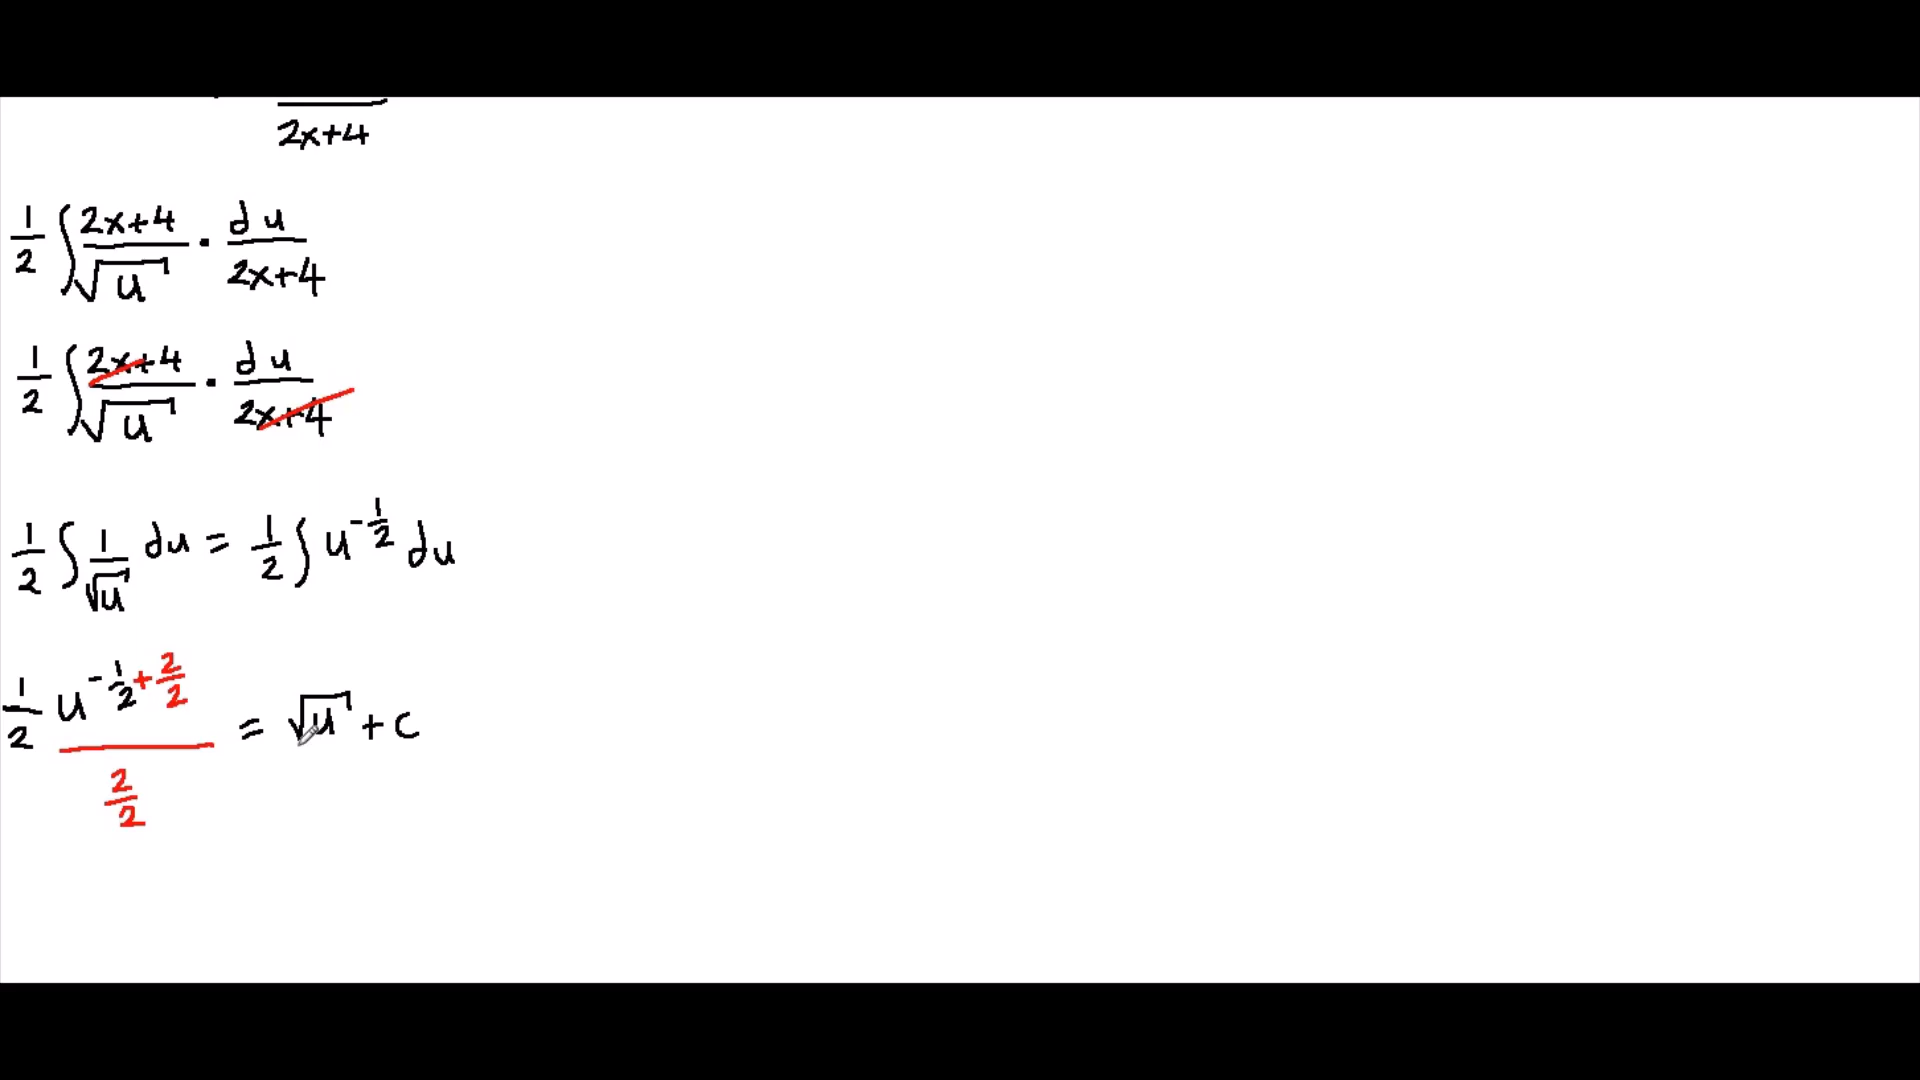 2x+4
1/2 ∫ 2x+4/√u · du/2x+4
1/2 ∫ 2x+4/√u · du/2x+4
1/2 ∫ 1/√u du = 1/2 ∫ u^(-1/2) du
1/2 u^(-1/2+2/2)/(2/2) = √u + c